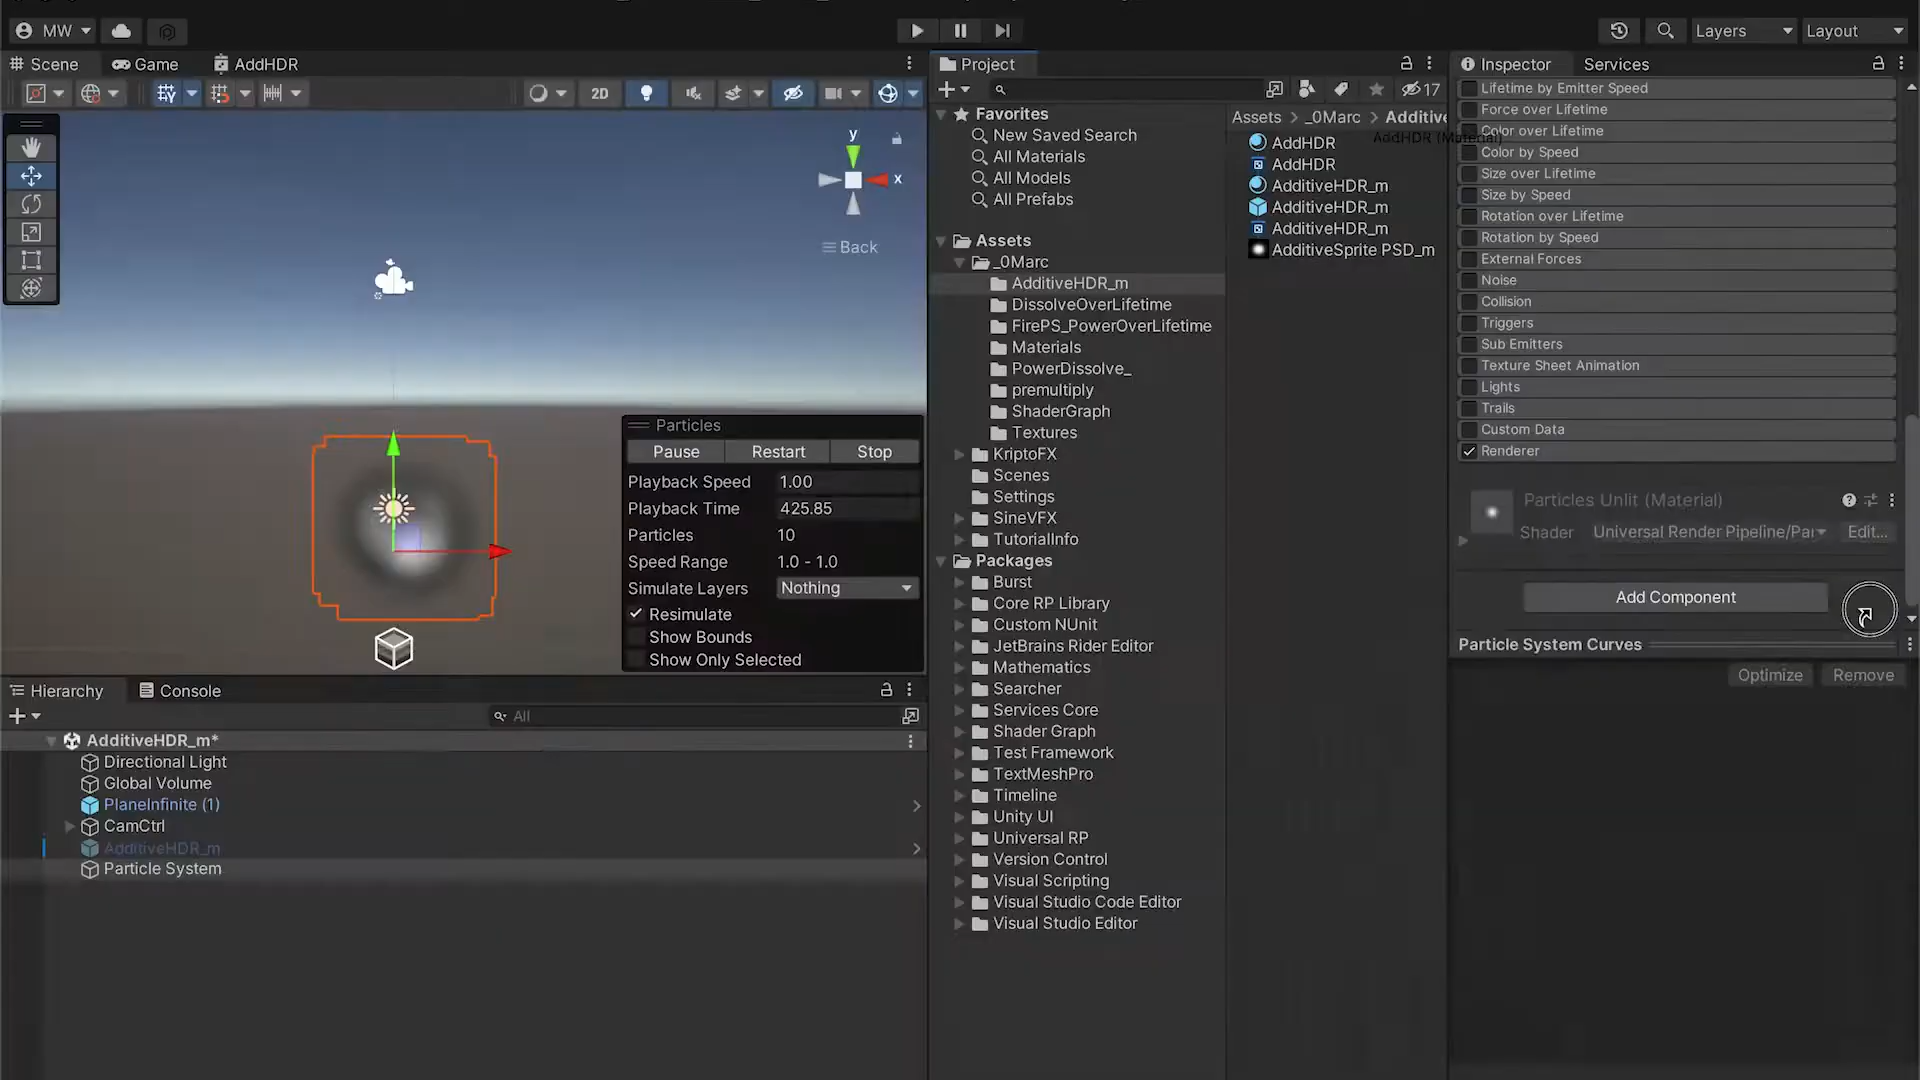 MW
Layers
Layout
Scene
Game
AddHDR
2D
y
x
Back
Particles
Pause
Restart
Stop
Playback Speed 1.00
Playback Time 425.85
Particles 10
Speed Range 1.0 - 1.0
Simulate Layers Nothing
Resimulate
Show Bounds
Show Only Selected
Hierarchy
Console
All
AdditiveHDR_m*
Directional Light
Global Volume
PlaneInfinite (1)
CamCtrl
AdditiveHDR_m
Particle System
Project
17
Favorites
New Saved Search
All Materials
All Models
All Prefabs
Assets
_0Marc
AdditiveHDR_m
DissolveOverLifetime
FirePS_PowerOverLifetime
Materials
PowerDissolve_
premultiply
ShaderGraph
Textures
KriptoFX
Scenes
Settings
SineVFX
TutorialInfo
Packages
Burst
Core RP Library
Custom NUnit
JetBrains Rider Editor
Mathematics
Searcher
Services Core
Shader Graph
Test Framework
TextMeshPro
Timeline
Unity UI
Universal RP
Version Control
Visual Scripting
Visual Studio Code Editor
Visual Studio Editor
Assets > _0Marc > Additive
AddHDR
AddHDR
AdditiveHDR_m
AdditiveHDR_m
AdditiveHDR_m
AdditiveSprite PSD_m
AddHDR (Material)
Inspector
Services
Lifetime by Emitter Speed
Force over Lifetime
Color over Lifetime
Color by Speed
Size over Lifetime
Size by Speed
Rotation over Lifetime
Rotation by Speed
External Forces
Noise
Collision
Triggers
Sub Emitters
Texture Sheet Animation
Lights
Trails
Custom Data
Renderer
Particles Unlit (Material)
Shader Universal Render Pipeline/Par Edit...
Add Component
Particle System Curves
Optimize
Remove